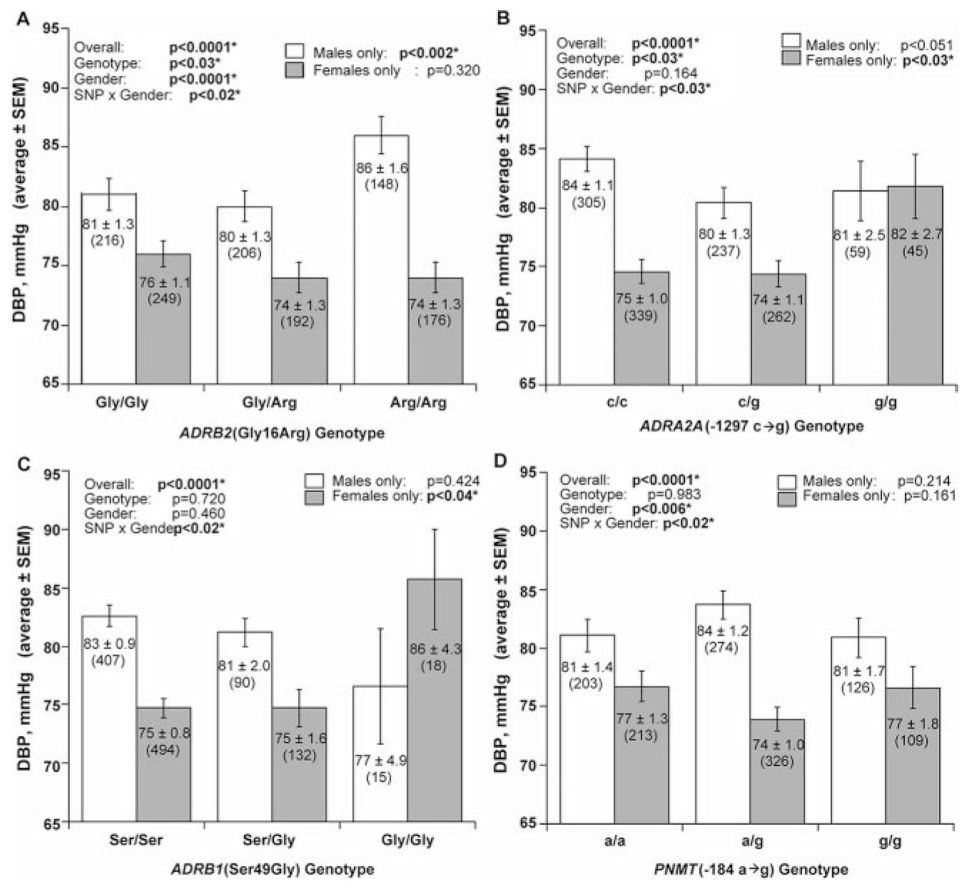 A
85
80
75
70
65
DBP, mmHg (average ± SEM)
Overall: p<0.0001*
Genotype: p<0.03*
Gender: p<0.0001*
SNP x Gender: p<0.02*
Males only: p<0.002*
Females only : p=0.320
81 ± 1.3
(216)
76 ± 1.1
(249)
80 ± 1.3
(206)
74 ± 1.3
(192)
86 ± 1.6
(148)
74 ± 1.3
(176)
Gly/Gly Gly/Arg Arg/Arg
ADRB2(Gly16Arg) Genotype
B
95
90
85
80
75
70
65
DBP, mmHg (average ± SEM)
Overall: p<0.0001*
Genotype: p<0.03*
Gender: p=0.164
SNP x Gender: p<0.03*
Males only: p<0.051
Females only: p<0.03*
84 ± 1.1
(305)
75 ± 1.0
(339)
80 ± 1.3
(237)
74 ± 1.1
(262)
81 ± 2.5
(59)
82 ± 2.7
(45)
c/c c/g g/g
ADRA2A(-1297 c→g) Genotype
C
95
90
85
80
75
70
65
DBP, mmHg (average ± SEM)
Overall: p<0.0001*
Genotype: p=0.720
Gender: p=0.460
SNP x Gender: p<0.02*
Males only: p=0.424
Females only: p<0.04*
83 ± 0.9
(407)
75 ± 0.8
(494)
81 ± 2.0
(90)
75 ± 1.6
(132)
77 ± 4.9
(15)
86 ± 4.3
(18)
Ser/Ser Ser/Gly Gly/Gly
ADRB1(Ser49Gly) Genotype
D
95
90
85
80
75
70
65
DBP, mmHg (average ± SEM)
Overall: p<0.0001*
Genotype: p=0.983
Gender: p<0.006*
SNP x Gender: p<0.02*
Males only: p=0.214
Females only: p=0.161
81 ± 1.4
(203)
77 ± 1.3
(213)
84 ± 1.2
(274)
74 ± 1.0
(326)
81 ± 1.7
(126)
77 ± 1.8
(109)
a/a a/g g/g
PNMT(-184 a→g) Genotype